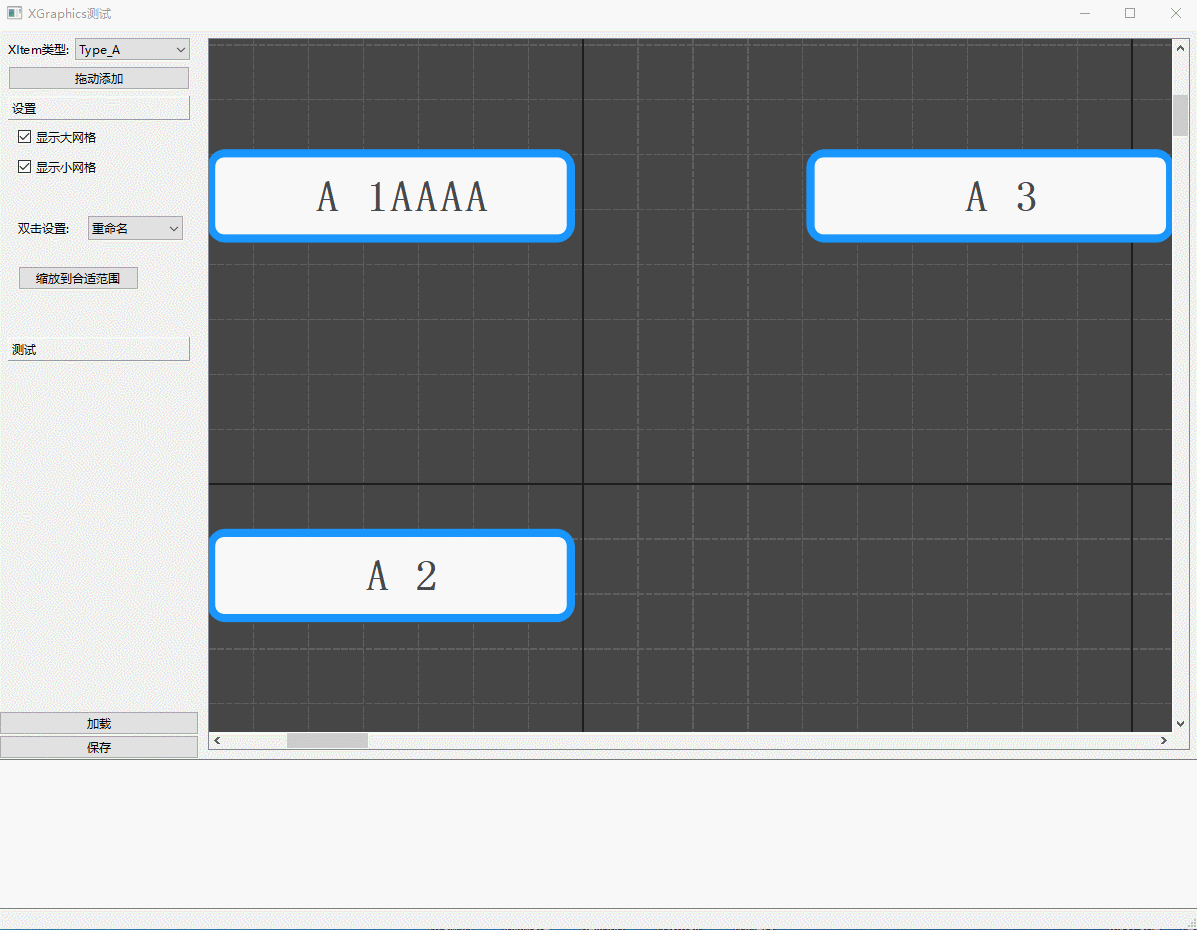 XGraphics测试
XItem类型: Type_A
拖动添加
设置
显示大网格
显示小网格
双击设置: 重命名
缩放到合适范围
测试
加载
保存
A 1AAAA
A 3
A 2